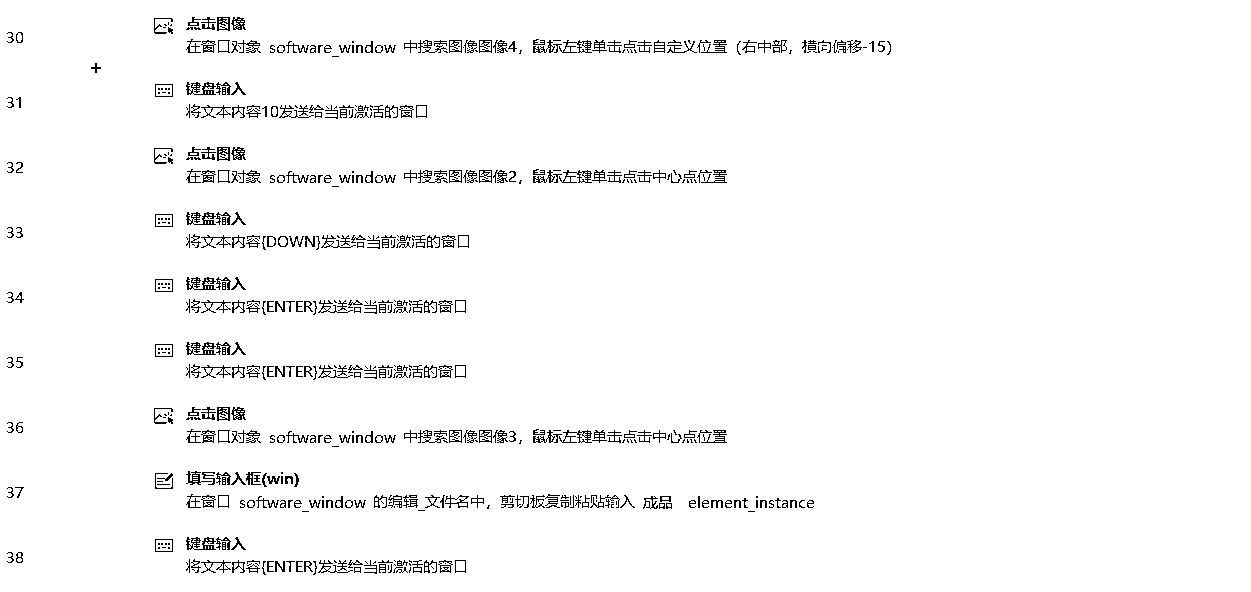 30
点击图像
在窗口对象 software_window 中搜索图像图像4，鼠标左键单击点击自定义位置（右中部，横向偏移-15）
+
31
键盘输入
将文本内容10发送给当前激活的窗口
32
点击图像
在窗口对象 software_window 中搜索图像图像2，鼠标左键单击点击中心点位置
33
键盘输入
将文本内容{DOWN}发送给当前激活的窗口
34
键盘输入
将文本内容{ENTER}发送给当前激活的窗口
35
键盘输入
将文本内容{ENTER}发送给当前激活的窗口
36
点击图像
在窗口对象 software_window 中搜索图像图像3，鼠标左键单击点击中心点位置
37
填写输入框(win)
在窗口 software_window 的编辑_文件名中，剪切板复制粘贴输入 成品 element_instance
38
键盘输入
将文本内容{ENTER}发送给当前激活的窗口